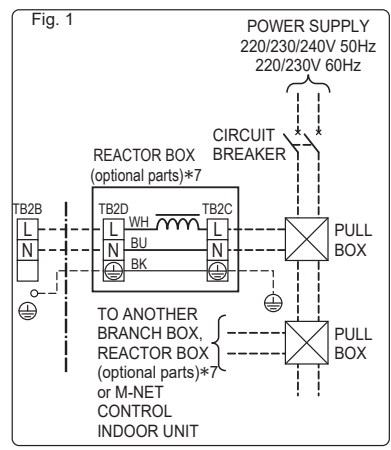 Fig. 1
POWER SUPPLY
220/230/240V 50Hz
220/230V 60Hz
CIRCUIT
BREAKER
REACTOR BOX
(optional parts)*7
TB2B
TB2D
TB2C
L
L
WH
L
PULL
BOX
N
N
BU
N
BK
TO ANOTHER
BRANCH BOX,
REACTOR BOX
(optional parts)*7
or M-NET
CONTROL
INDOOR UNIT
PULL
BOX